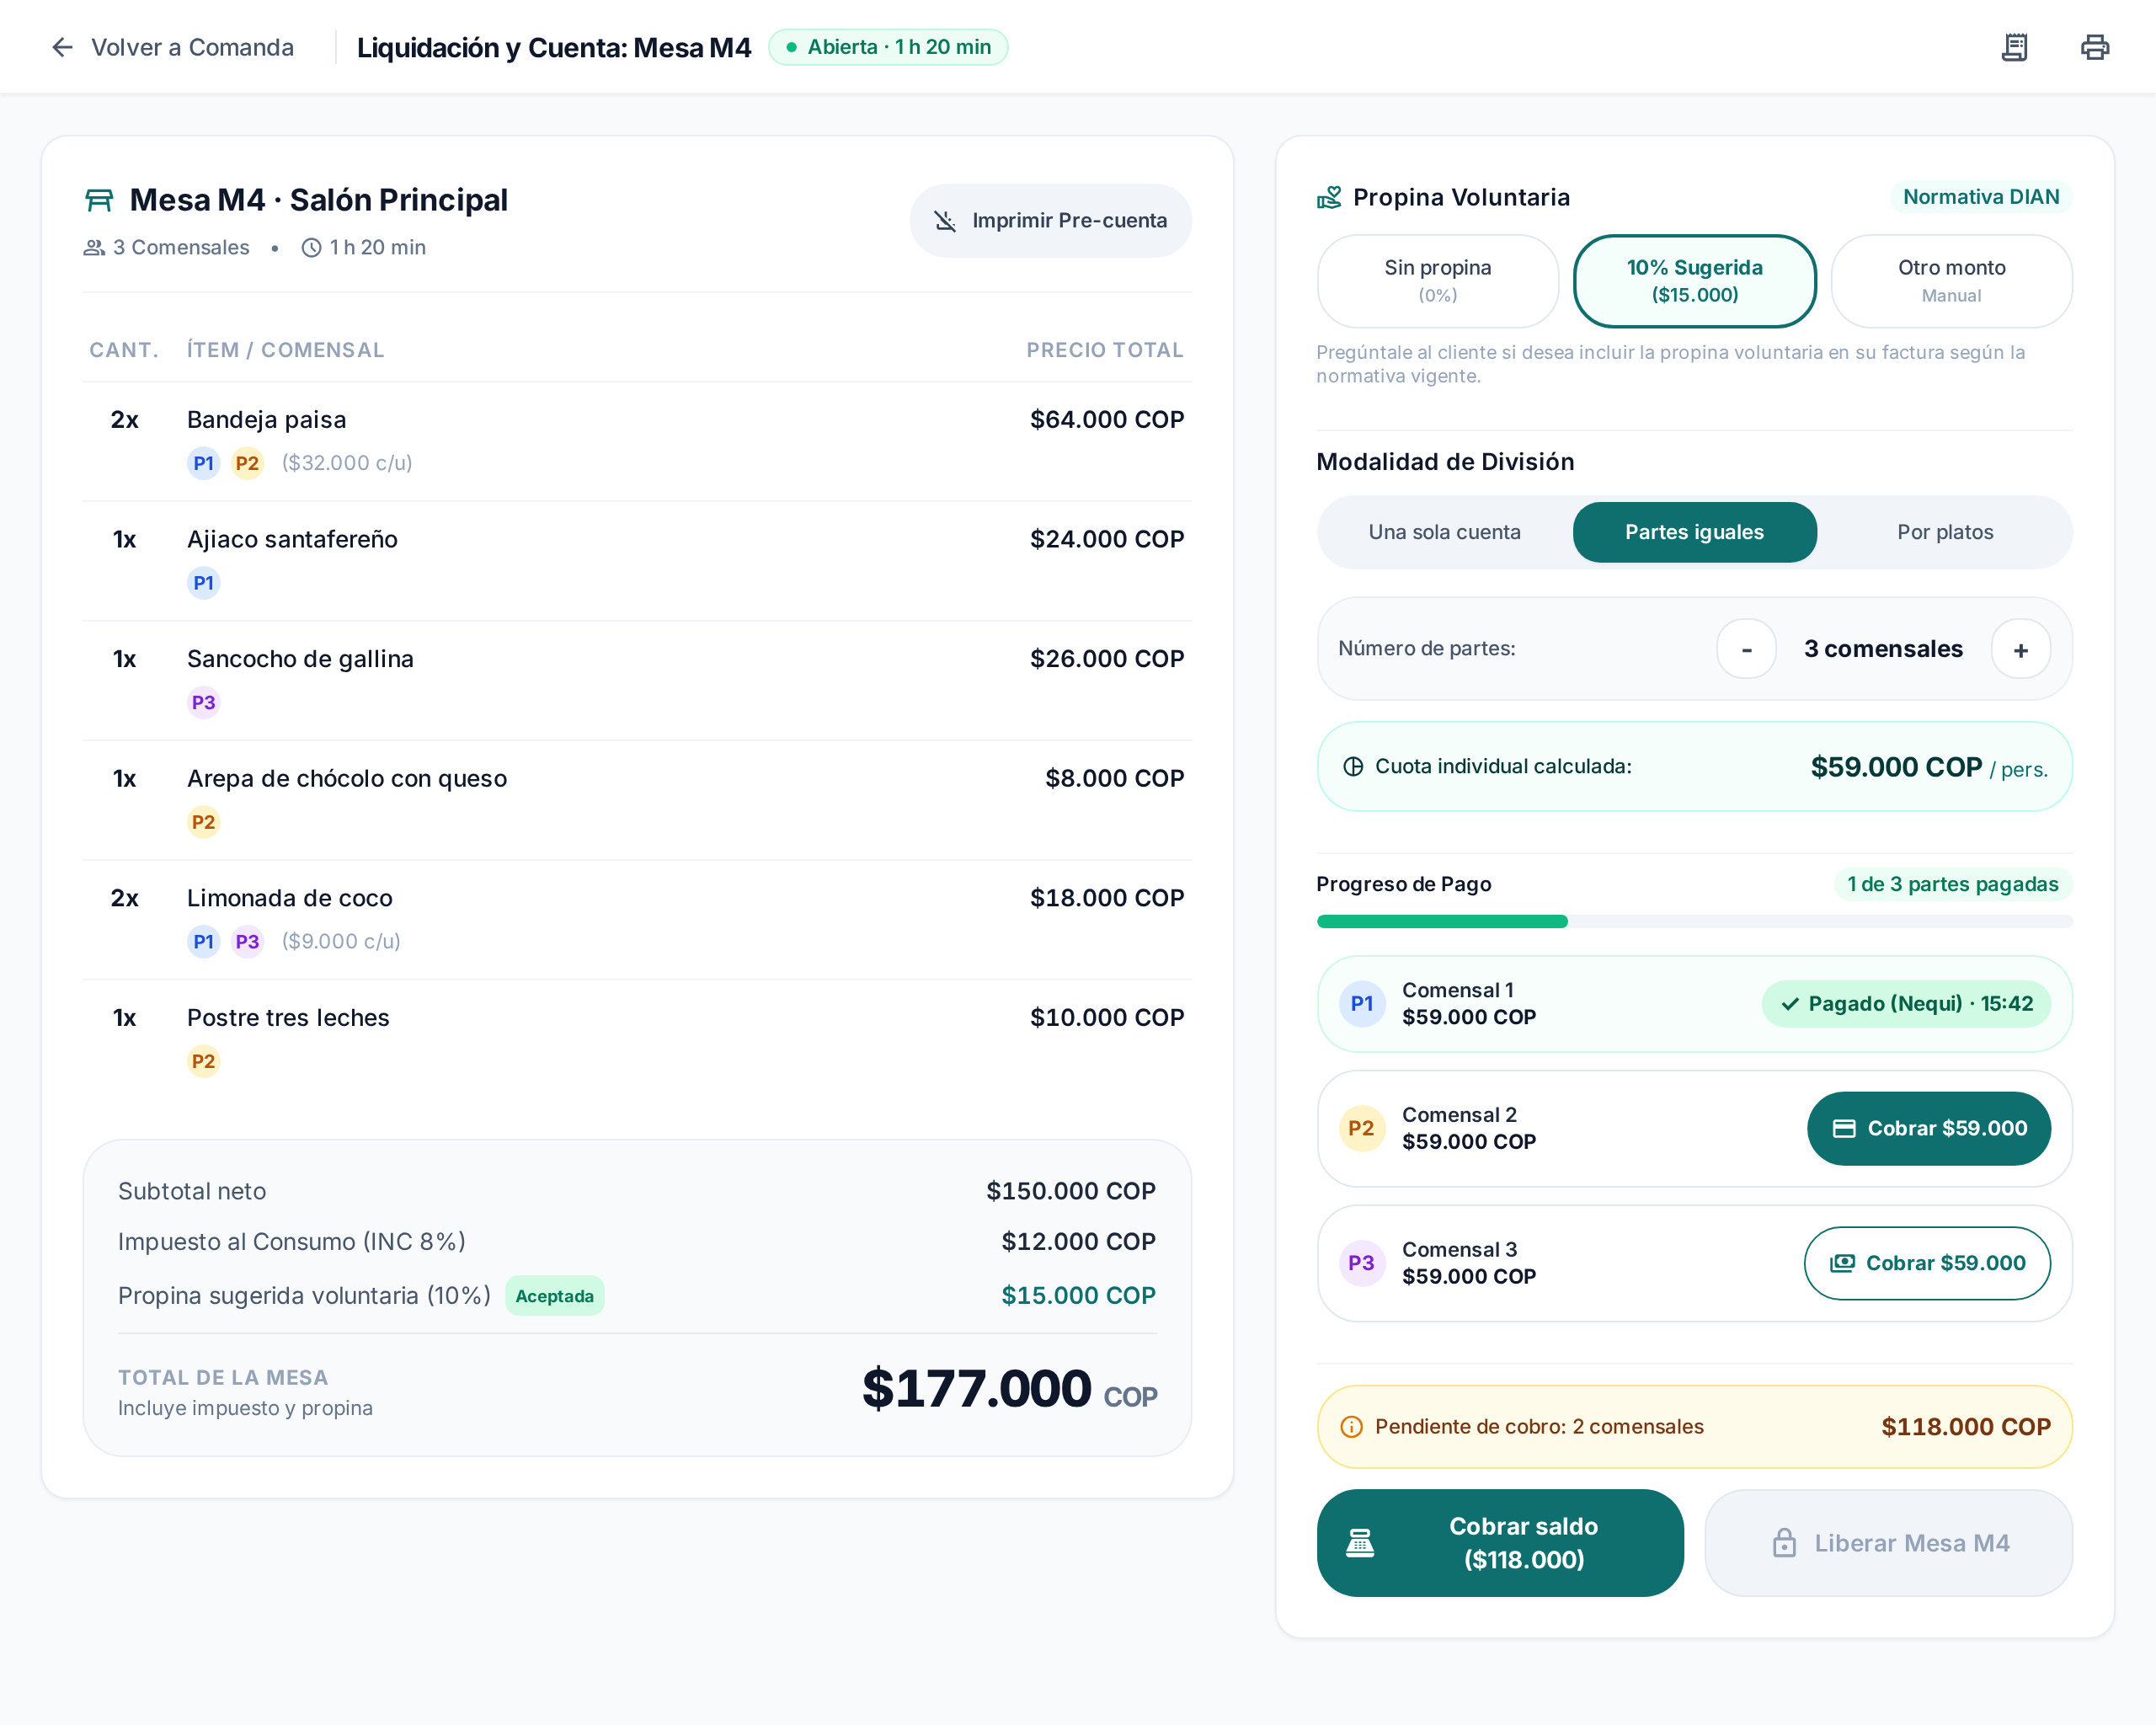 Volver a Comanda
Liquidación y Cuenta: Mesa M4
Abierta · 1 h 20 min
Mesa M4 · Salón Principal
3 Comensales • 1 h 20 min
Imprimir Pre-cuenta
CANT. ÍTEM / COMENSAL PRECIO TOTAL
2x Bandeja paisa $64.000 COP
P1 P2 ($32.000 c/u)
1x Ajiaco santafereño $24.000 COP
P1
1x Sancocho de gallina $26.000 COP
P3
1x Arepa de chócolo con queso $8.000 COP
P2
2x Limonada de coco $18.000 COP
P1 P3 ($9.000 c/u)
1x Postre tres leches $10.000 COP
P2
Subtotal neto $150.000 COP
Impuesto al Consumo (INC 8%) $12.000 COP
Propina sugerida voluntaria (10%) Aceptada $15.000 COP
TOTAL DE LA MESA
Incluye impuesto y propina
$177.000 COP
Propina Voluntaria
Normativa DIAN
Sin propina
(0%)
10% Sugerida
($15.000)
Otro monto
Manual
Pregúntale al cliente si desea incluir la propina voluntaria en su factura según la
normativa vigente.
Modalidad de División
Una sola cuenta
Partes iguales
Por platos
Número de partes:
- 3 comensales +
Cuota individual calculada: $59.000 COP / pers.
Progreso de Pago
1 de 3 partes pagadas
P1
Comensal 1
$59.000 COP
Pagado (Nequi) · 15:42
P2
Comensal 2
$59.000 COP
Cobrar $59.000
P3
Comensal 3
$59.000 COP
Cobrar $59.000
Pendiente de cobro: 2 comensales $118.000 COP
Cobrar saldo
($118.000)
Liberar Mesa M4